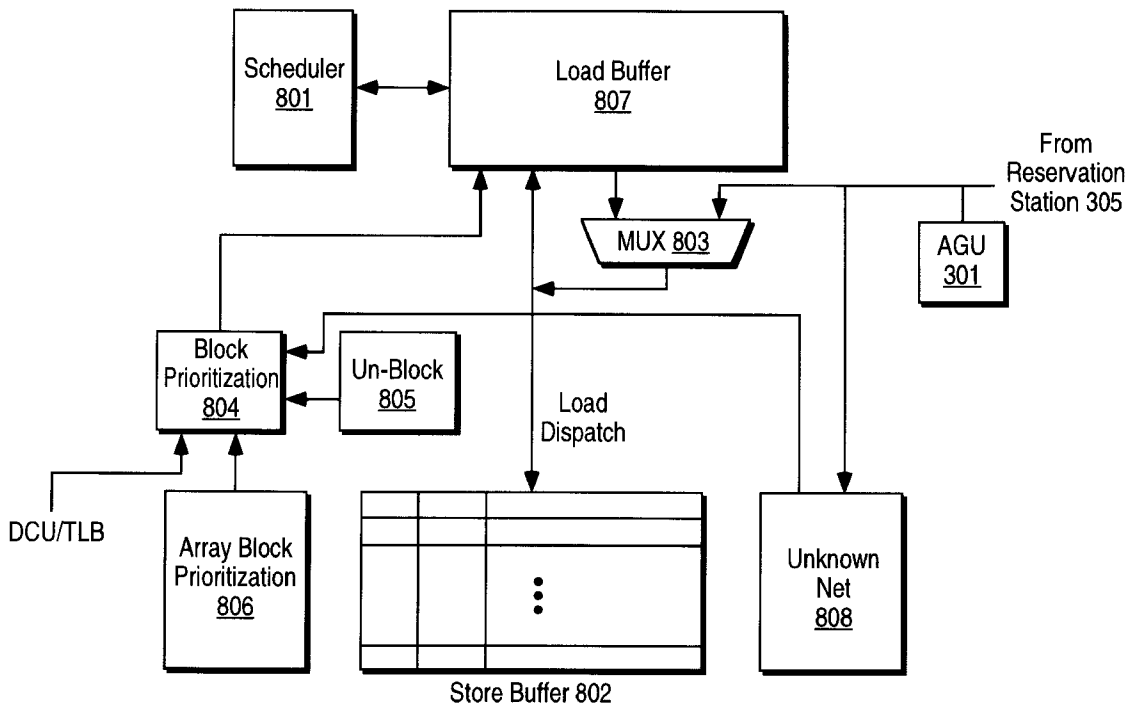 Scheduler
801
Load Buffer
807
From
Reservation
Station 305
MUX 803
AGU
301
Block
Prioritization
804
Un-Block
805
Load
Dispatch
DCU/TLB
Array Block
Prioritization
806
Unknown
Net
808
Store Buffer 802